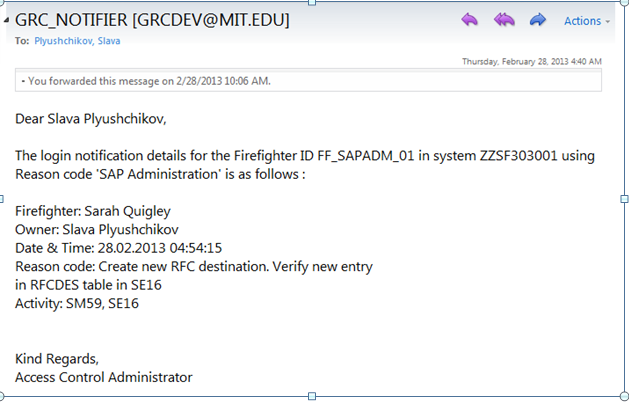 GRC_NOTIFIER [GRCDEV@MIT.EDU]
Actions
To: Plyushchikov, Slava
Thursday, February 28, 2013 4:40 AM
- You forwarded this message on 2/28/2013 10:06 AM.
Dear Slava Plyushchikov,
The login notification details for the Firefighter ID FF_SAPADM_01 in system ZZSF303001 using
Reason code 'SAP Administration' is as follows :
Firefighter: Sarah Quigley
Owner: Slava Plyushchikov
Date & Time: 28.02.2013 04:54:15
Reason code: Create new RFC destination. Verify new entry
in RFCDES table in SE16
Activity: SM59, SE16
Kind Regards,
Access Control Administrator